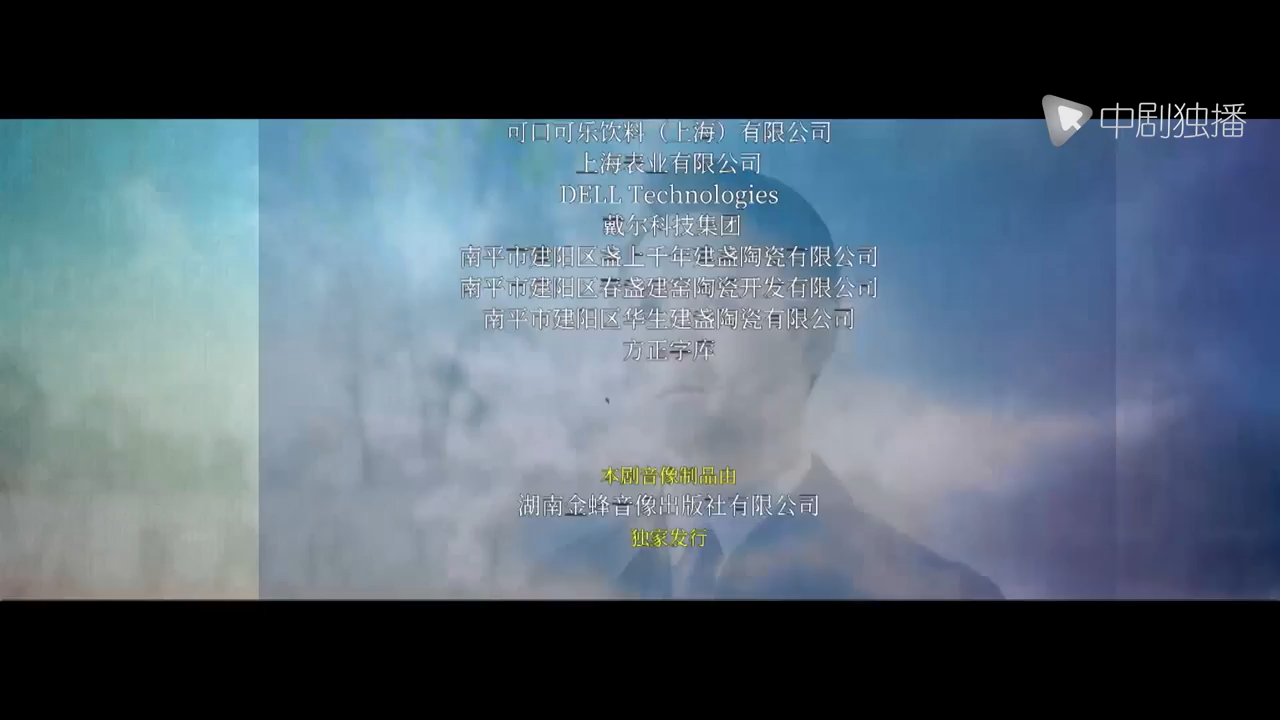 中剧独播
可口可乐饮料（上海）有限公司
上海表业有限公司
DELL Technologies
戴尔科技集团
南平市建阳区盏上千年建盏陶瓷有限公司
南平市建阳区春盏建窑陶瓷开发有限公司
南平市建阳区华生建盏陶瓷有限公司
方正字库
本剧音像制品由
湖南金蜂音像出版社有限公司
独家发行